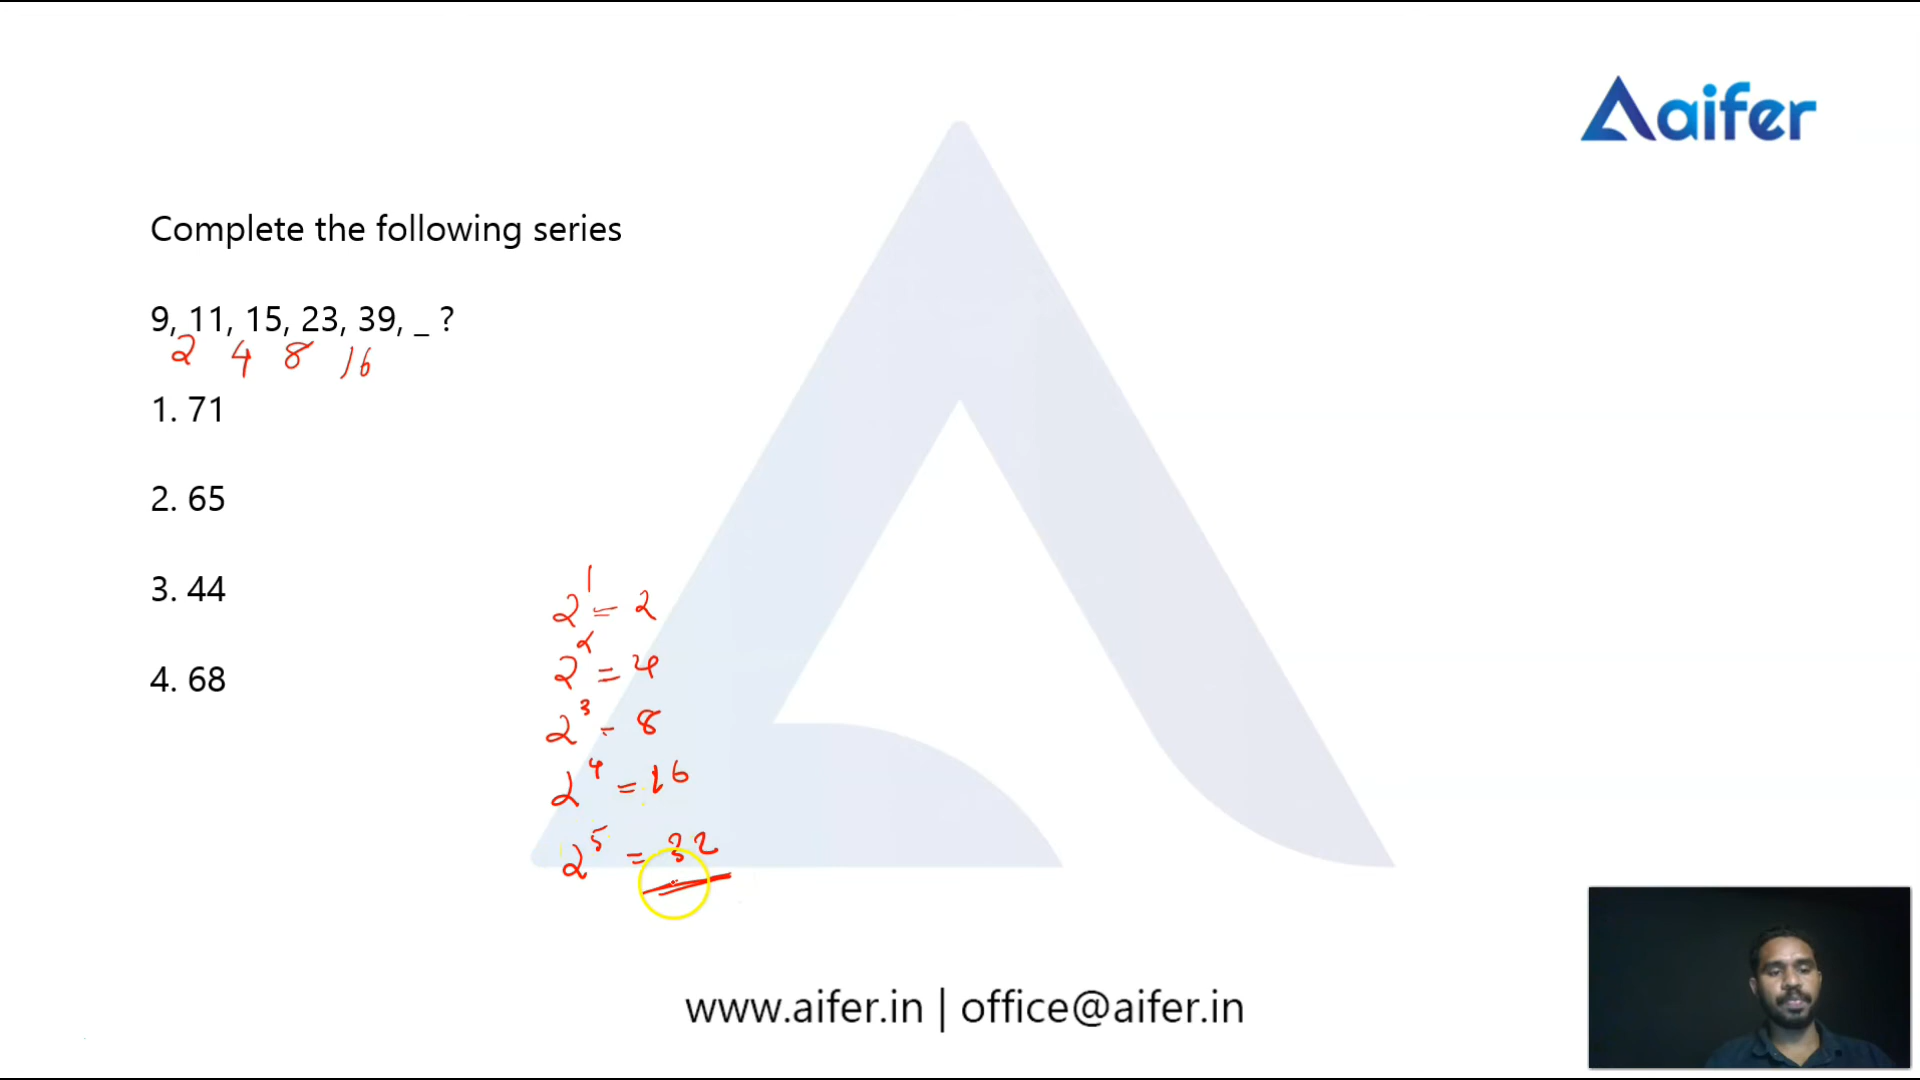 aifer
Complete the following series
9, 11, 15, 23, 39, _ ?
2 4 8 16
1. 71
2. 65
3. 44
4. 68
2¹ = 2
2² = 4
2³ = 8
2⁴ = 16
2⁵ = 32
www.aifer.in | office@aifer.in